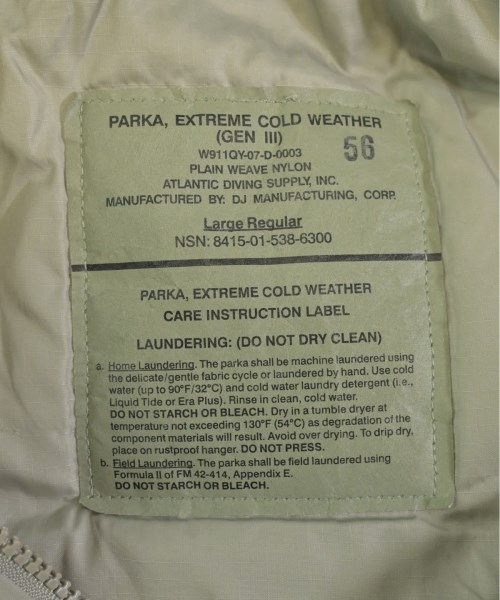 PARKA, EXTREME COLD WEATHER
(GEN III)
56
W911QY-07-D-0003
PLAIN WEAVE NYLON
ATLANTIC DIVING SUPPLY, INC.
MANUFACTURED BY: DJ MANUFACTURING, CORP.
Large Regular
NSN: 8415-01-538-6300
PARKA, EXTREME COLD WEATHER
CARE INSTRUCTION LABEL
LAUNDERING: (DO NOT DRY CLEAN)
a. Home Laundering. The parka shall be machine laundered using
the delicate/gentle fabric cycle or laundered by hand. Use cold
water (up to 90°F/32°C) and cold water laundry detergent (i.e.,
Liquid Tide or Era Plus). Rinse in clean, cold water.
DO NOT STARCH OR BLEACH. Dry in a tumble dryer at
temperature not exceeding 130°F (54°C) as degradation of the
component materials will result. Avoid over drying. To drip dry,
place on rustproof hanger. DO NOT PRESS.
b. Field Laundering. The parka shall be field laundered using
Formula II of FM 42-414, Appendix E.
DO NOT STARCH OR BLEACH.